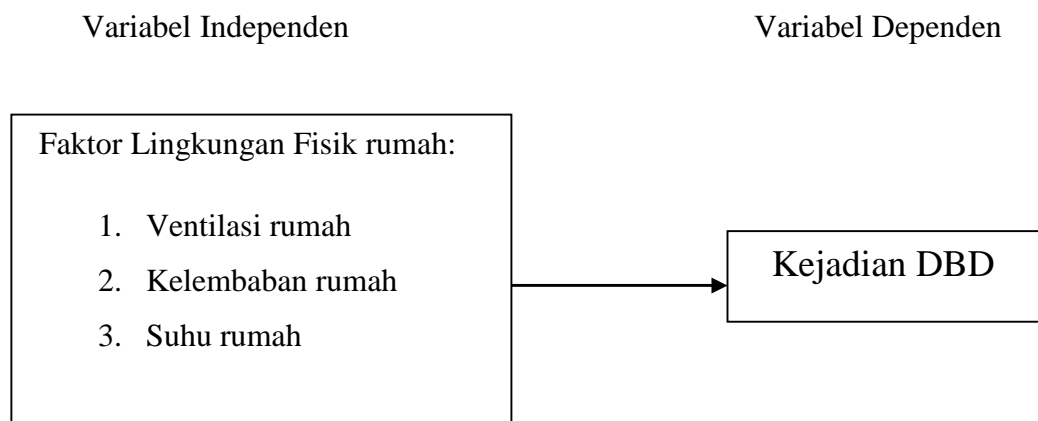 Variabel Independen
Variabel Dependen
Faktor Lingkungan Fisik rumah:
1. Ventilasi rumah
2. Kelembaban rumah
3. Suhu rumah
Kejadian DBD